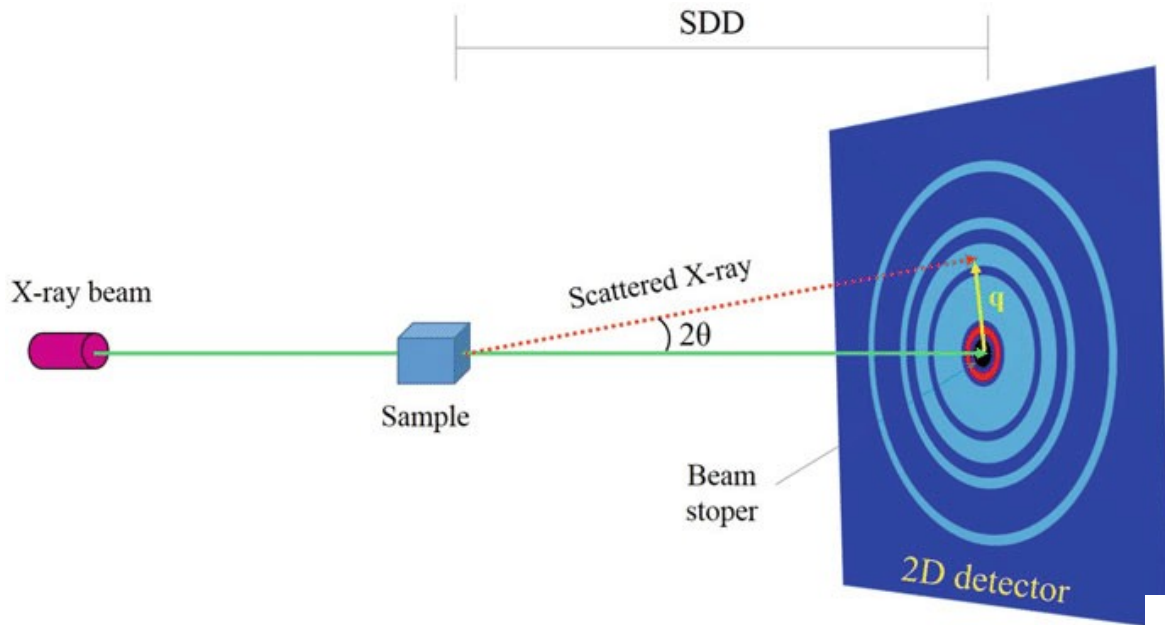 SDD
X-ray beam
Scattered X-ray
2θ
q
Sample
Beam
stoper
2D detector